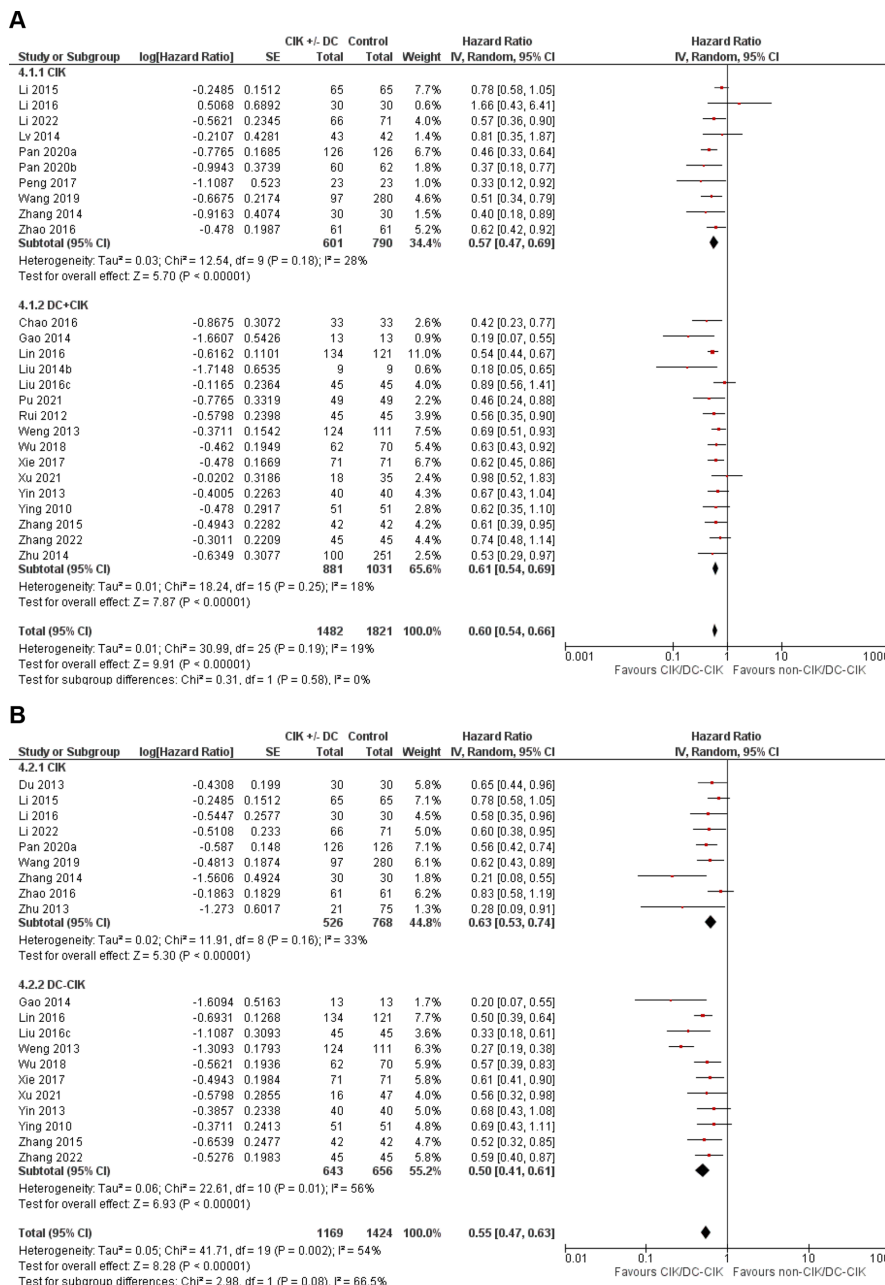 A
CIK +/- DC Control Hazard Ratio Hazard Ratio
Study or Subgroup log[Hazard Ratio] SE Total Total Weight IV, Random, 95% CI IV, Random, 95% CI
4.1.1 CIK
Li 2015 -0.2485 0.1512 65 65 7.7% 0.78 [0.58, 1.05]
Li 2016 0.5068 0.6892 30 30 0.6% 1.66 [0.43, 6.41]
Li 2022 -0.5621 0.2345 66 71 4.0% 0.57 [0.36, 0.90]
Lv 2014 -0.2107 0.4281 43 42 1.4% 0.81 [0.35, 1.87]
Pan 2020a -0.7765 0.1685 126 126 6.7% 0.46 [0.33, 0.64]
Pan 2020b -0.9943 0.3739 60 62 1.8% 0.37 [0.18, 0.77]
Peng 2017 -1.1087 0.523 23 23 1.0% 0.33 [0.12, 0.92]
Wang 2019 -0.6675 0.2174 97 280 4.5% 0.51 [0.34, 0.79]
Zhang 2014 -0.9163 0.4074 30 30 1.5% 0.40 [0.18, 0.89]
Zhao 2016 -0.478 0.1987 61 61 5.2% 0.62 [0.42, 0.92]
Subtotal (95% CI) 601 790 34.4% 0.57 [0.47, 0.69]
Heterogeneity: Tau² = 0.03; Chi² = 12.54, df = 9 (P = 0.18); I² = 28%
Test for overall effect: Z = 5.70 (P < 0.00001)
4.1.2 DC+CIK
Chao 2016 -0.8675 0.3072 33 33 2.6% 0.42 [0.23, 0.77]
Gao 2014 -1.6607 0.5426 13 13 0.9% 0.19 [0.07, 0.55]
Lin 2016 -0.6162 0.1101 134 121 11.0% 0.54 [0.44, 0.67]
Liu 2014b -1.7148 0.6535 9 9 0.6% 0.18 [0.05, 0.65]
Liu 2016c -0.1165 0.2364 45 45 4.0% 0.89 [0.56, 1.41]
Pu 2021 -0.7765 0.3319 49 49 2.2% 0.46 [0.24, 0.88]
Rui 2012 -0.5798 0.2398 45 45 3.9% 0.56 [0.35, 0.90]
Weng 2013 -0.3711 0.1542 124 111 7.5% 0.69 [0.51, 0.93]
Wu 2018 -0.462 0.1949 62 70 5.4% 0.63 [0.43, 0.92]
Xie 2017 -0.478 0.1669 71 71 6.7% 0.62 [0.45, 0.86]
Xu 2021 -0.0202 0.3186 18 35 2.4% 0.98 [0.52, 1.83]
Yin 2013 -0.4005 0.2263 40 40 4.3% 0.67 [0.43, 1.04]
Ying 2010 -0.478 0.2917 51 51 2.8% 0.62 [0.35, 1.10]
Zhang 2015 -0.4943 0.2282 42 42 4.2% 0.61 [0.39, 0.95]
Zhang 2022 -0.3011 0.2209 45 45 4.4% 0.74 [0.48, 1.14]
Zhu 2014 -0.6349 0.3077 100 251 2.5% 0.53 [0.29, 0.97]
Subtotal (95% CI) 881 1031 65.6% 0.61 [0.54, 0.69]
Heterogeneity: Tau² = 0.01; Chi² = 18.24, df = 15 (P = 0.25); I² = 18%
Test for overall effect: Z = 7.87 (P < 0.00001)
Total (95% CI) 1482 1821 100.0% 0.60 [0.54, 0.66]
Heterogeneity: Tau² = 0.01; Chi² = 30.99, df = 25 (P = 0.19); I² = 19%
Test for overall effect: Z = 9.91 (P < 0.00001)
Test for subgroup differences: Chi² = 0.31, df = 1 (P = 0.58), I² = 0%
0.001 0.1 1 10 1000
Favours CIK/DC-CIK Favours non-CIK/DC-CIK
B
CIK +/- DC Control Hazard Ratio Hazard Ratio
Study or Subgroup log[Hazard Ratio] SE Total Total Weight IV, Random, 95% CI IV, Random, 95% CI
4.2.1 CIK
Du 2013 -0.4308 0.199 30 30 5.8% 0.65 [0.44, 0.96]
Li 2015 -0.2485 0.1512 65 65 7.1% 0.78 [0.58, 1.05]
Li 2016 -0.5447 0.2577 30 30 4.5% 0.58 [0.35, 0.96]
Li 2022 -0.5108 0.233 66 71 5.0% 0.60 [0.38, 0.95]
Pan 2020a -0.587 0.148 126 126 7.1% 0.56 [0.42, 0.74]
Wang 2019 -0.4813 0.1874 97 280 6.1% 0.62 [0.43, 0.89]
Zhang 2014 -1.5606 0.4924 30 30 1.8% 0.21 [0.08, 0.55]
Zhao 2016 -0.1863 0.1829 61 61 6.2% 0.83 [0.58, 1.19]
Zhu 2013 -1.273 0.6017 21 75 1.3% 0.28 [0.09, 0.91]
Subtotal (95% CI) 526 768 44.8% 0.63 [0.53, 0.74]
Heterogeneity: Tau² = 0.02; Chi² = 11.91, df = 8 (P = 0.16); I² = 33%
Test for overall effect: Z = 5.30 (P < 0.00001)
4.2.2 DC-CIK
Gao 2014 -1.6094 0.5163 13 13 1.7% 0.20 [0.07, 0.55]
Lin 2016 -0.6931 0.1268 134 121 7.7% 0.50 [0.39, 0.64]
Liu 2016c -1.1087 0.3093 45 45 3.6% 0.33 [0.18, 0.61]
Weng 2013 -1.3093 0.1793 124 111 6.3% 0.27 [0.19, 0.38]
Wu 2018 -0.5621 0.1936 62 70 5.9% 0.57 [0.39, 0.83]
Xie 2017 -0.4943 0.1984 71 71 5.8% 0.61 [0.41, 0.90]
Xu 2021 -0.5798 0.2855 16 47 4.0% 0.56 [0.32, 0.98]
Yin 2013 -0.3857 0.2338 40 40 5.0% 0.68 [0.43, 1.08]
Ying 2010 -0.3711 0.2413 51 51 4.8% 0.69 [0.43, 1.11]
Zhang 2015 -0.6539 0.2477 42 42 4.7% 0.52 [0.32, 0.85]
Zhang 2022 -0.5276 0.1983 45 45 5.8% 0.59 [0.40, 0.87]
Subtotal (95% CI) 643 656 55.2% 0.50 [0.41, 0.61]
Heterogeneity: Tau² = 0.06; Chi² = 22.61, df = 10 (P = 0.01); I² = 56%
Test for overall effect: Z = 6.93 (P < 0.00001)
Total (95% CI) 1169 1424 100.0% 0.55 [0.47, 0.63]
Heterogeneity: Tau² = 0.05; Chi² = 41.71, df = 19 (P = 0.002); I² = 54%
Test for overall effect: Z = 8.28 (P < 0.00001)
Test for subgroup differences: Chi² = 2.98, df = 1 (P = 0.08), I² = 66.5%
0.01 0.1 1 10
Favours CIK/DC-CIK Favours non-CIK/DC-CIK